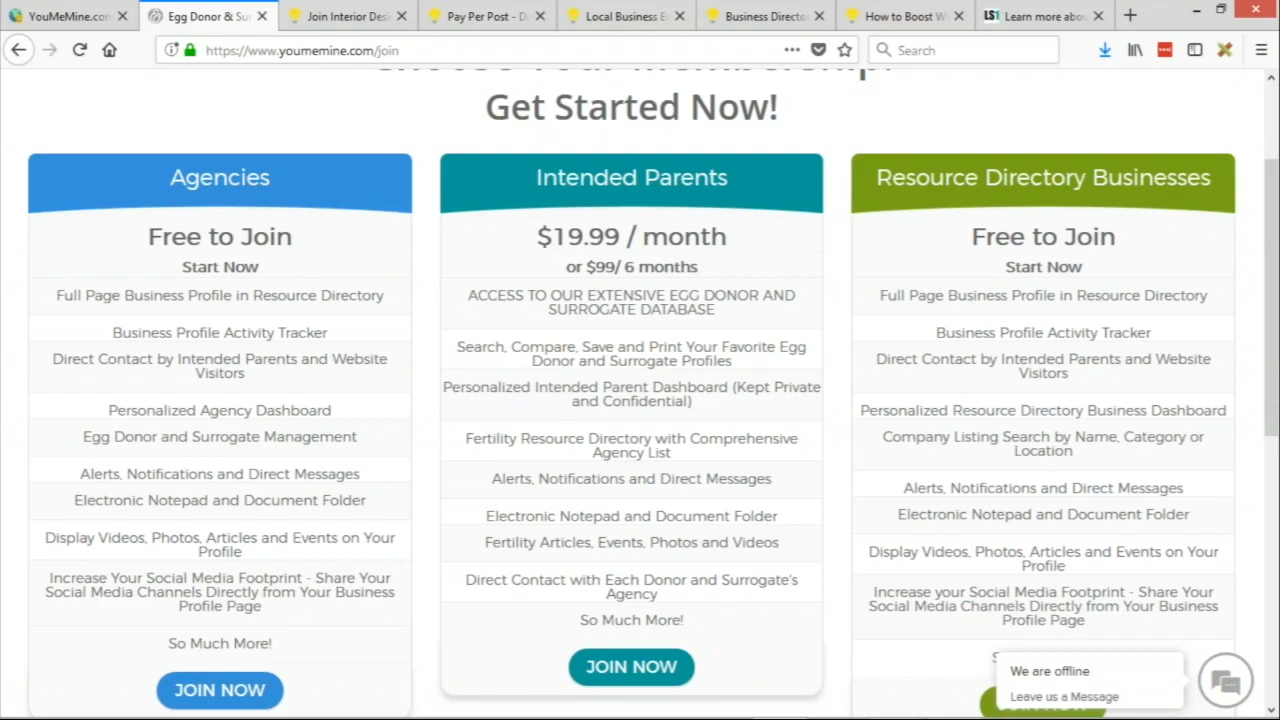 YouMeMine.co
Egg Donor & Su
Join Interior Desi
Pay Per Post - D
Local Business E
Business Directo
How to Boost W
LS1 Learn more abou
https://www.youmemine.com/join
Search
Get Started Now!
Agencies
Free to Join
Start Now
Full Page Business Profile in Resource Directory
Business Profile Activity Tracker
Direct Contact by Intended Parents and Website
Visitors
Personalized Agency Dashboard
Egg Donor and Surrogate Management
Alerts, Notifications and Direct Messages
Electronic Notepad and Document Folder
Display Videos, Photos, Articles and Events on Your
Profile
Increase Your Social Media Footprint - Share Your
Social Media Channels Directly from Your Business
Profile Page
So Much More!
JOIN NOW
Intended Parents
$19.99 / month
or $99/ 6 months
ACCESS TO OUR EXTENSIVE EGG DONOR AND
SURROGATE DATABASE
Search, Compare, Save and Print Your Favorite Egg
Donor and Surrogate Profiles
Personalized Intended Parent Dashboard (Kept Private
and Confidential)
Fertility Resource Directory with Comprehensive
Agency List
Alerts, Notifications and Direct Messages
Electronic Notepad and Document Folder
Fertility Articles, Events, Photos and Videos
Direct Contact with Each Donor and Surrogate's
Agency
So Much More!
JOIN NOW
Resource Directory Businesses
Free to Join
Start Now
Full Page Business Profile in Resource Directory
Business Profile Activity Tracker
Direct Contact by Intended Parents and Website
Visitors
Personalized Resource Directory Business Dashboard
Company Listing Search by Name, Category or
Location
Alerts, Notifications and Direct Messages
Electronic Notepad and Document Folder
Display Videos, Photos, Articles and Events on Your
Profile
Increase your Social Media Footprint - Share Your
Social Media Channels Directly from Your Business
Profile Page
We are offline
Leave us a Message